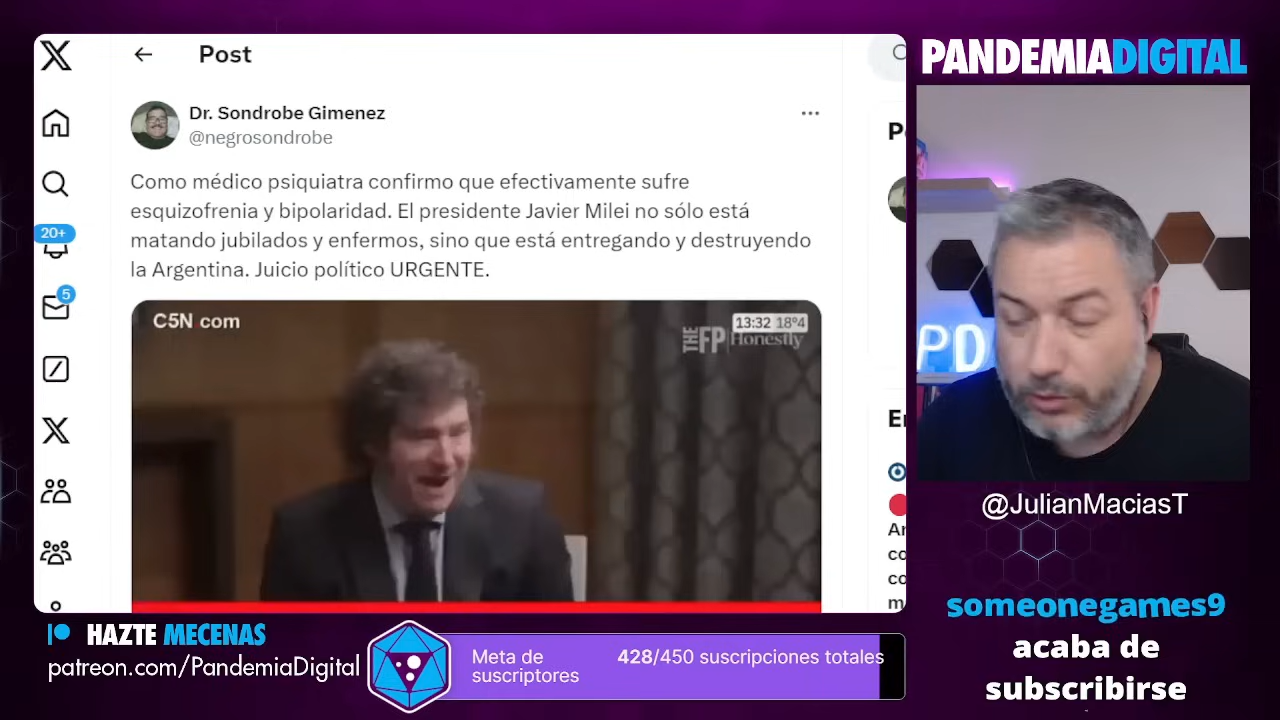 Post
Dr. Sondrobe Gimenez
@negrosondrobe
Como médico psiquiatra confirmo que efectivamente sufre
esquizofrenia y bipolaridad. El presidente Javier Milei no sólo está
matando jubilados y enfermos, sino que está entregando y destruyendo
la Argentina. Juicio político URGENTE.
20+
5
C5N com
13:32 18º4
THE FP Honestly
PANDEMIADIGITAL
PD
@JulianMaciasT
someonegames9
acaba de
subscribirse
HAZTE MECENAS
patreon.com/PandemiaDigital
Meta de
suscriptores
428/450 suscripciones totales